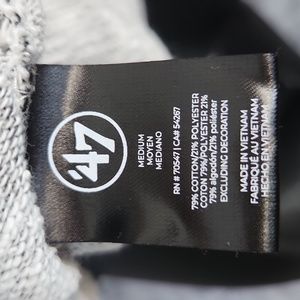 '47
MEDIUM
MOYEN
MEDIANO
RN # 70547 | CA# 54267
79% COTTON/21% POLYESTER
COTON 79%/POLYESTER 21%
79% algodón/21% poliéster
EXCLUDING DECORATION
MADE IN VIETNAM
FABRIQUÉ AU VIETNAM
HECHO EN VIETNAM